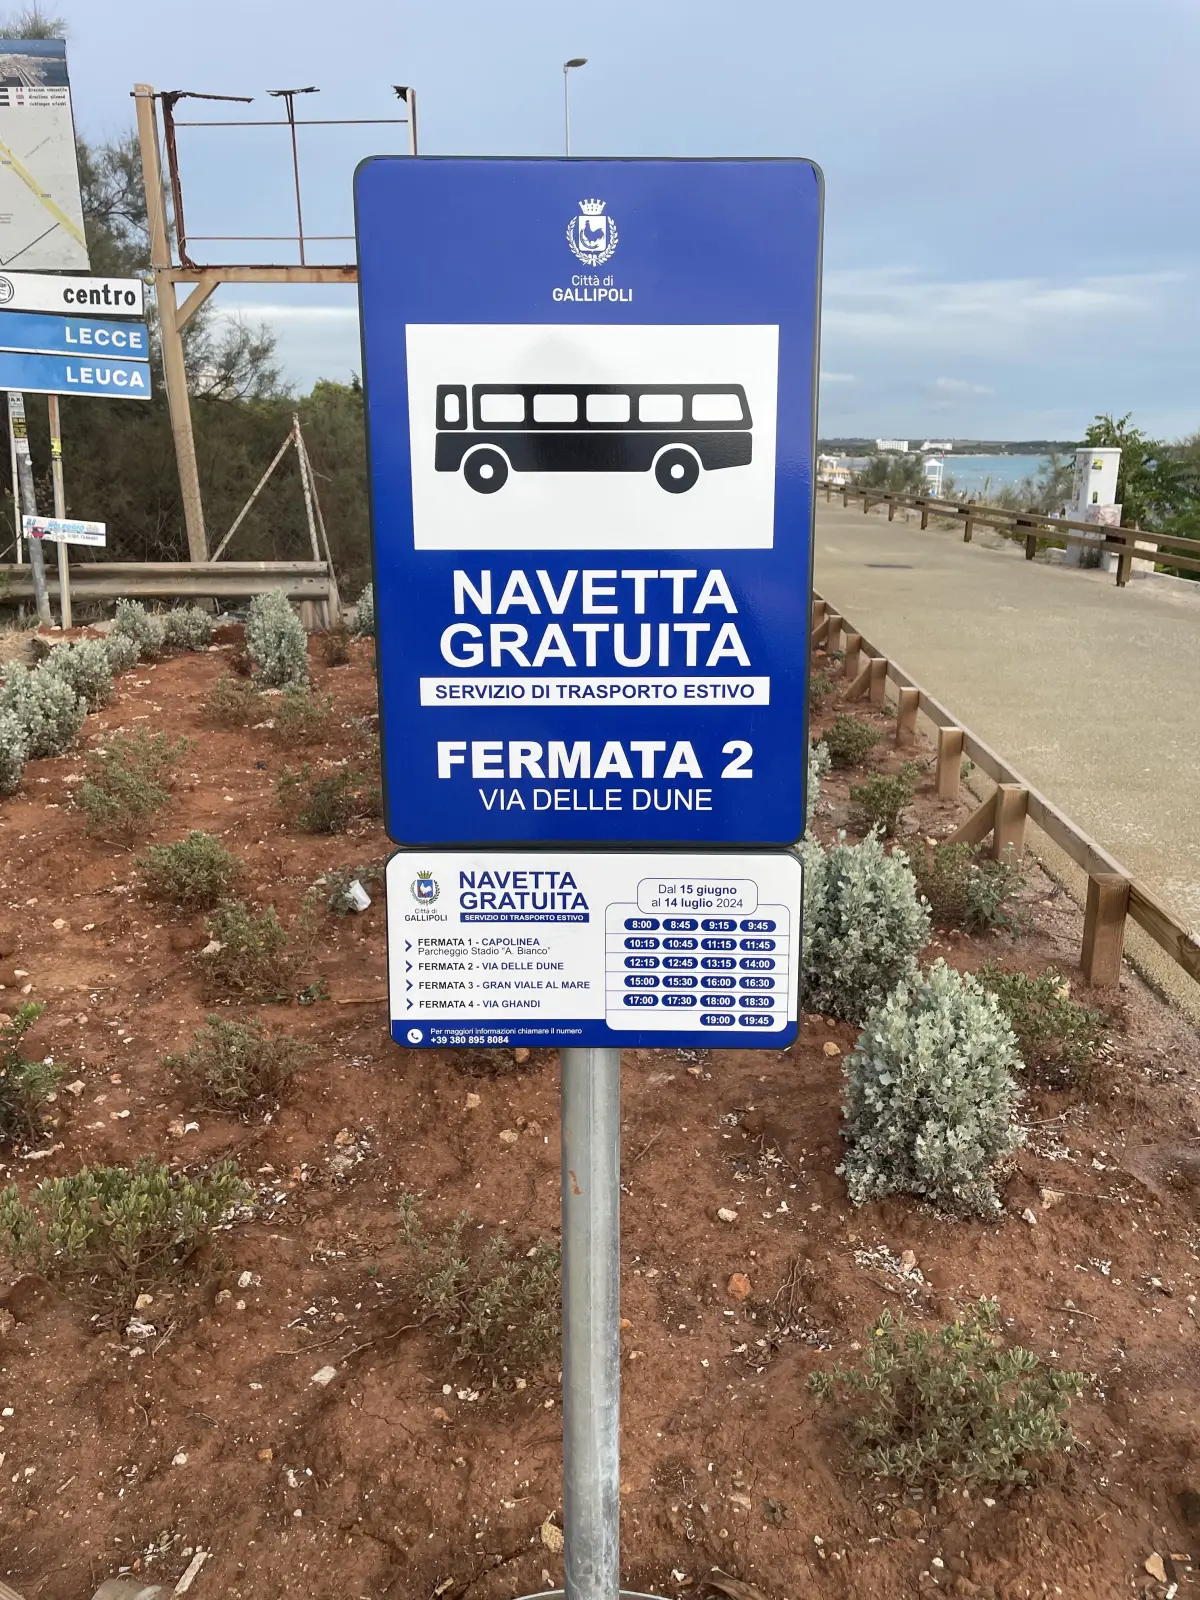 centro
LECCE
LEUCA
Città di
GALLIPOLI
NAVETTA
GRATUITA
SERVIZIO DI TRASPORTO ESTIVO
FERMATA 2
VIA DELLE DUNE
Città di
GALLIPOLI
NAVETTA
GRATUITA
SERVIZIO DI TRASPORTO ESTIVO
FERMATA 1 - CAPOLINEA
Parcheggio Stadio "A. Bianco"
FERMATA 2 - VIA DELLE DUNE
FERMATA 3 - GRAN VIALE AL MARE
FERMATA 4 - VIA GHANDI
Dal 15 giugno
al 14 luglio 2024
8:00 8:45 9:15 9:45
10:15 10:45 11:15 11:45
12:15 12:45 13:15 14:00
15:00 15:30 16:00 16:30
17:00 17:30 18:00 18:30
19:00 19:45
Per maggiori informazioni chiamare il numero
+39 380 895 8084